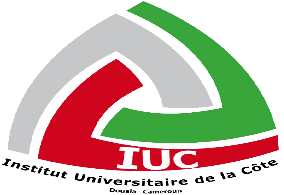 IUC
Institut Universitaire de la Côte
Douala - Cameroun